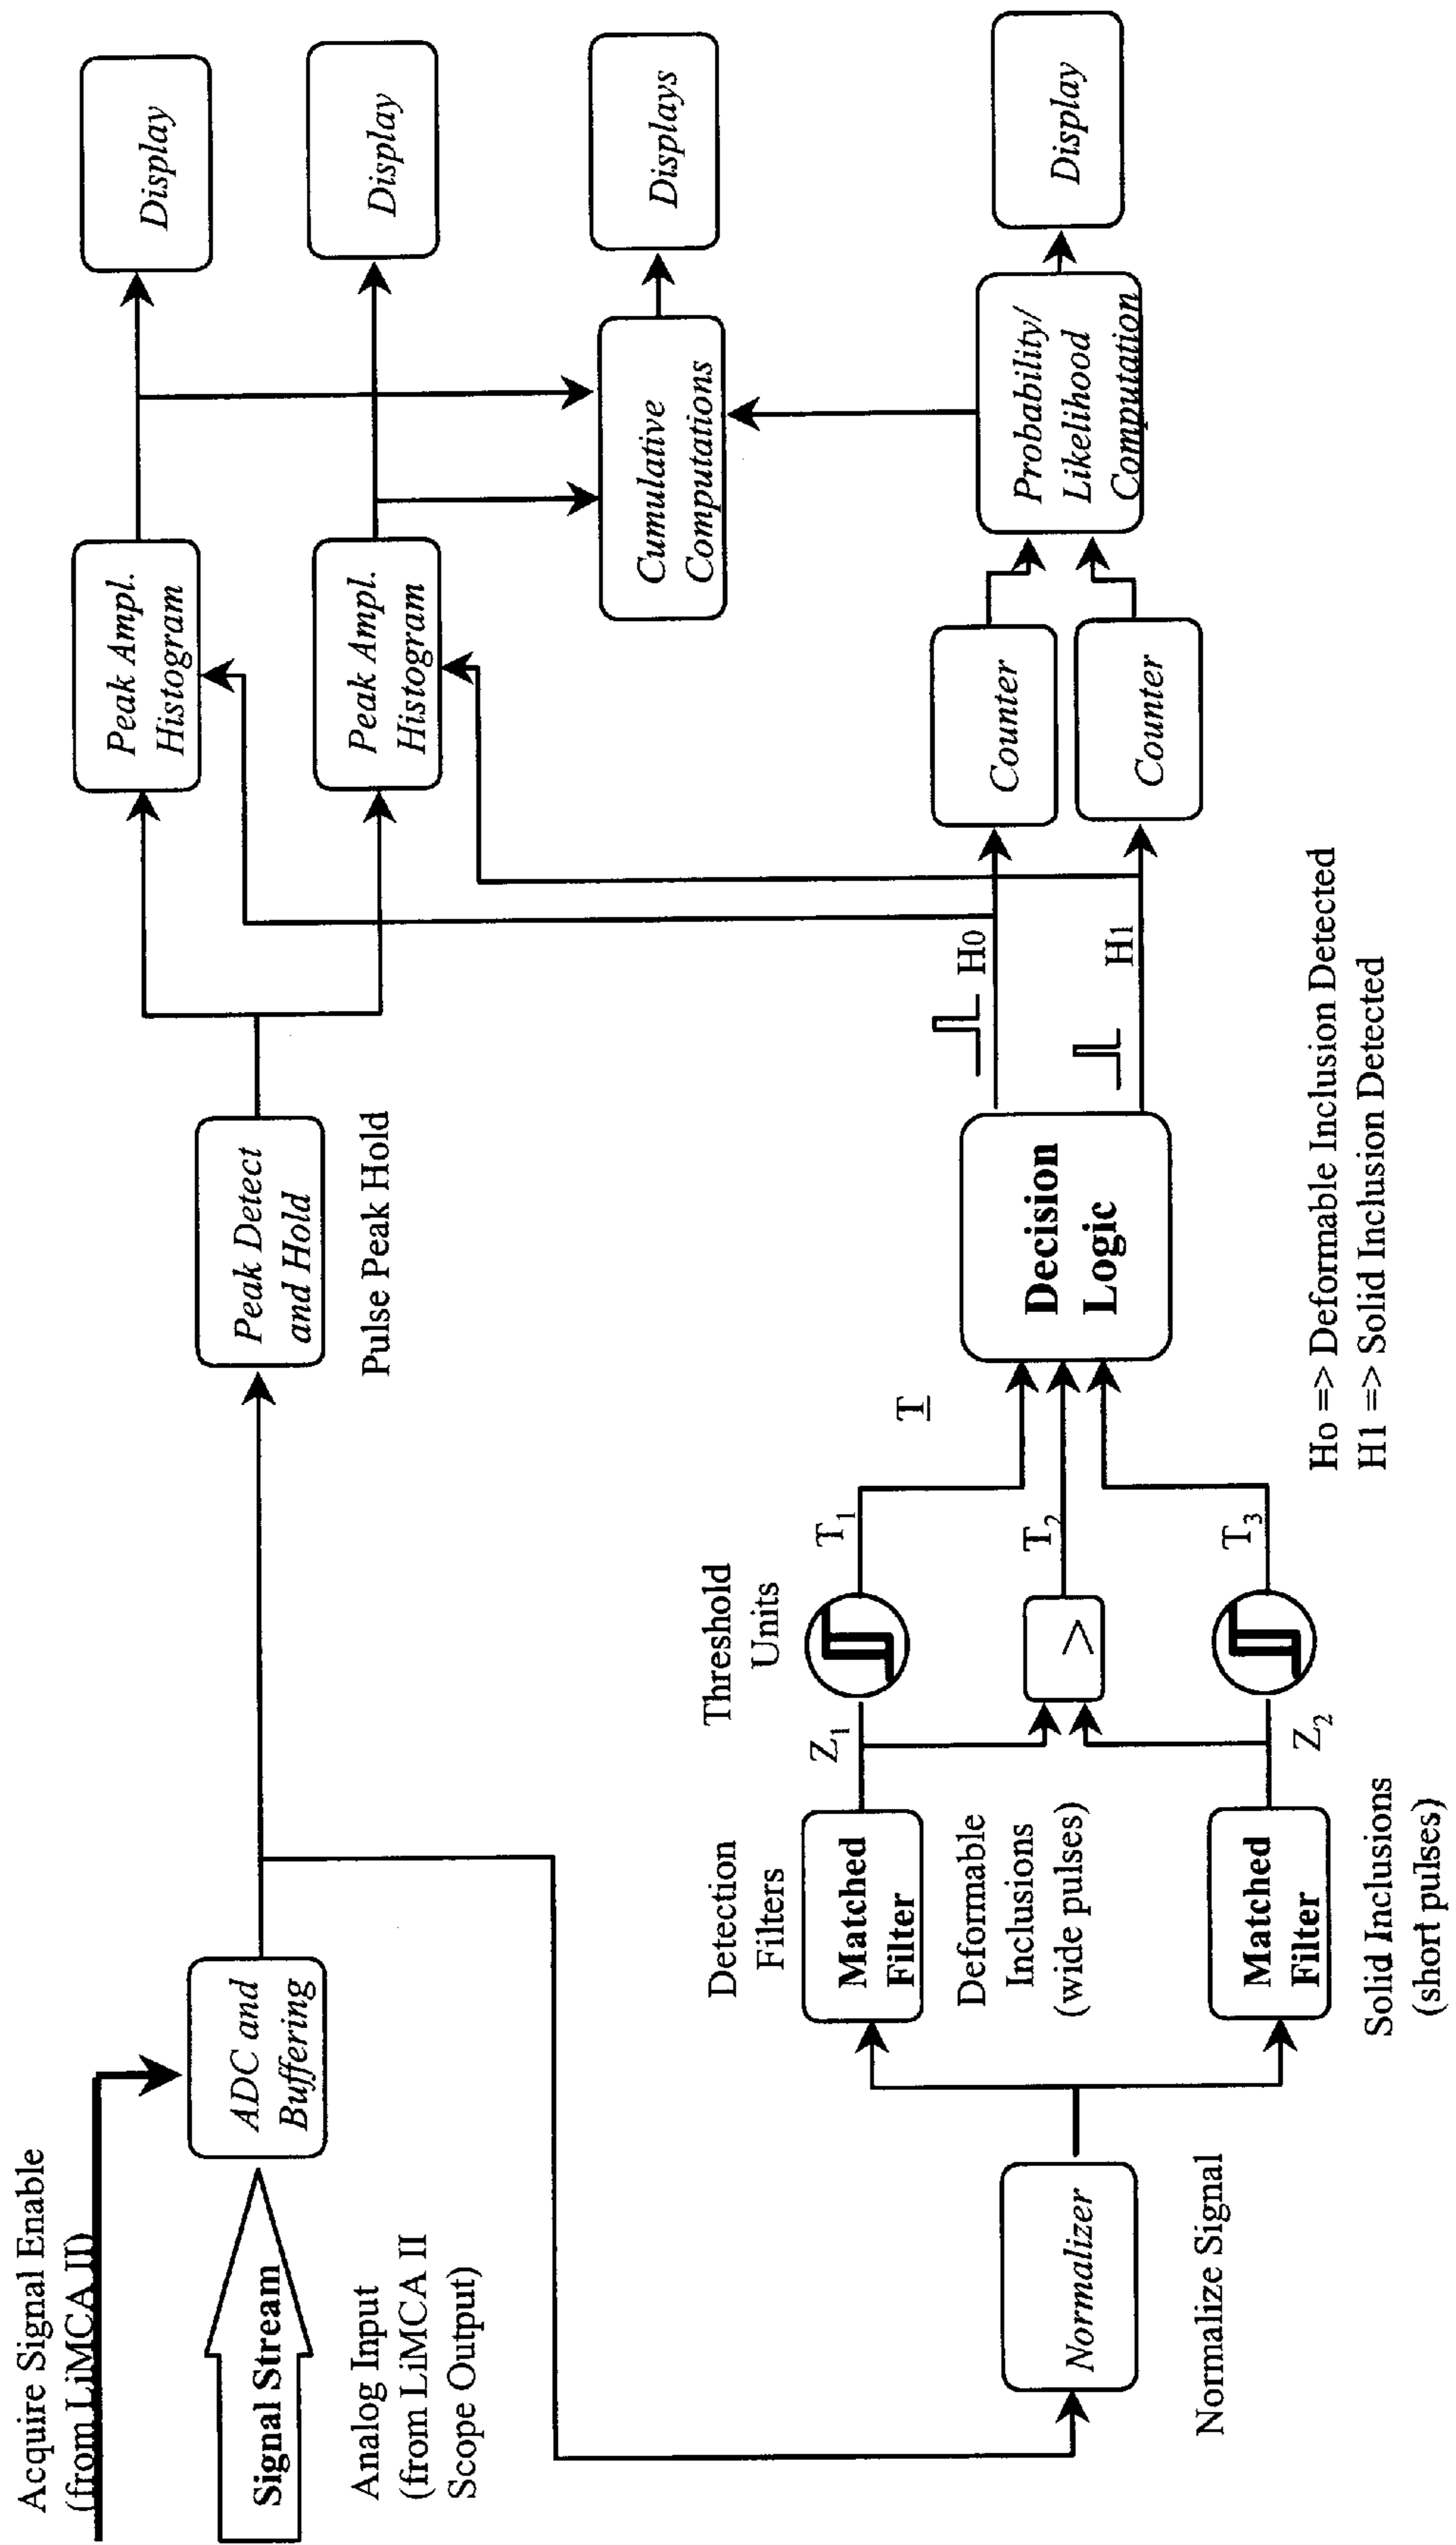 Acquire Signal Enable
(from LiMCA II)
Signal Stream
Analog Input
(from LiMCA II
Scope Output)
ADC and
Buffering
Peak Detect
and Hold
Pulse Peak Hold
Peak Ampl.
Histogram
Display
Peak Ampl.
Histogram
Display
Cumulative
Computations
Displays
Normalizer
Normalize Signal
Detection
Filters
Matched
Filter
Deformable
Inclusions
(wide pulses)
Matched
Filter
Solid Inclusions
(short pulses)
Z1
Z2
Threshold
Units
>
T1
T2
T3
T
Decision
Logic
H0
H1
Counter
Counter
Probability/
Likelihood
Computation
Display
Ho => Deformable Inclusion Detected
H1 => Solid Inclusion Detected